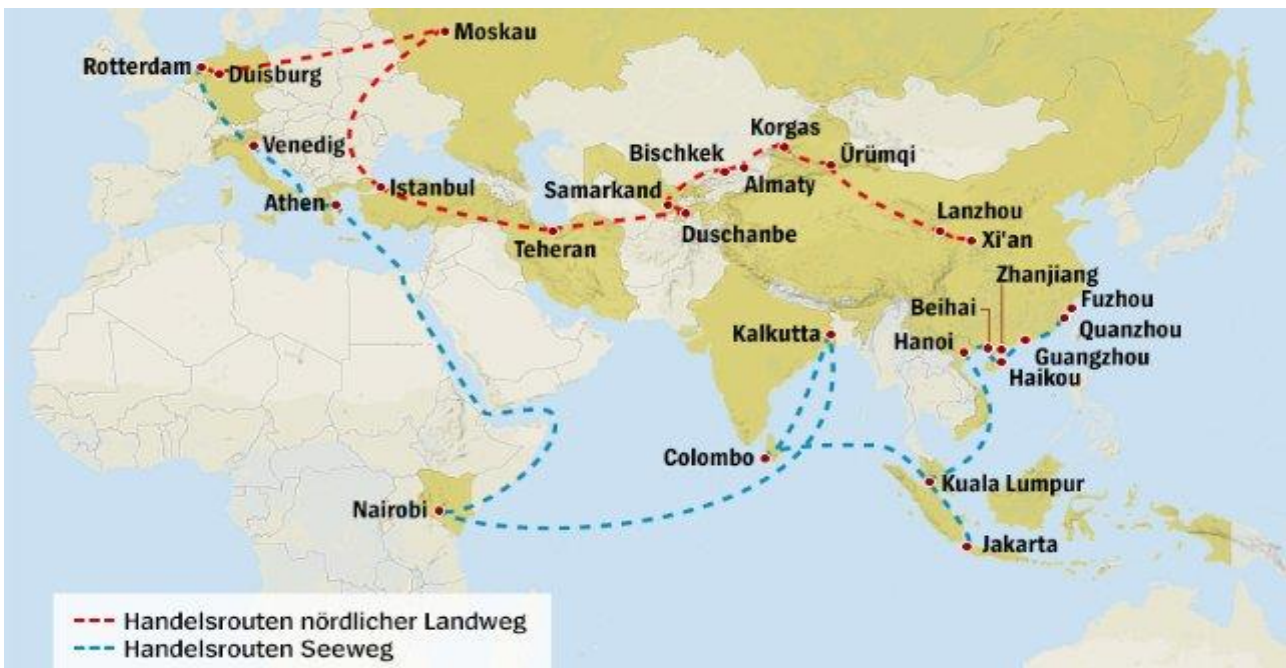 Moskau
Rotterdam
Duisburg
Venedig
Istanbul
Athen
Teheran
Samarkand
Bischkek
Duschanbe
Almaty
Korgas
Ürümqi
Lanzhou
Xi'an
Zhanjiang
Beihai
Fuzhou
Kalkutta
Hanoi
Quanzhou
Guangzhou
Haikou
Colombo
Kuala Lumpur
Nairobi
Jakarta
Handelsrouten nördlicher Landweg
Handelsrouten Seeweg